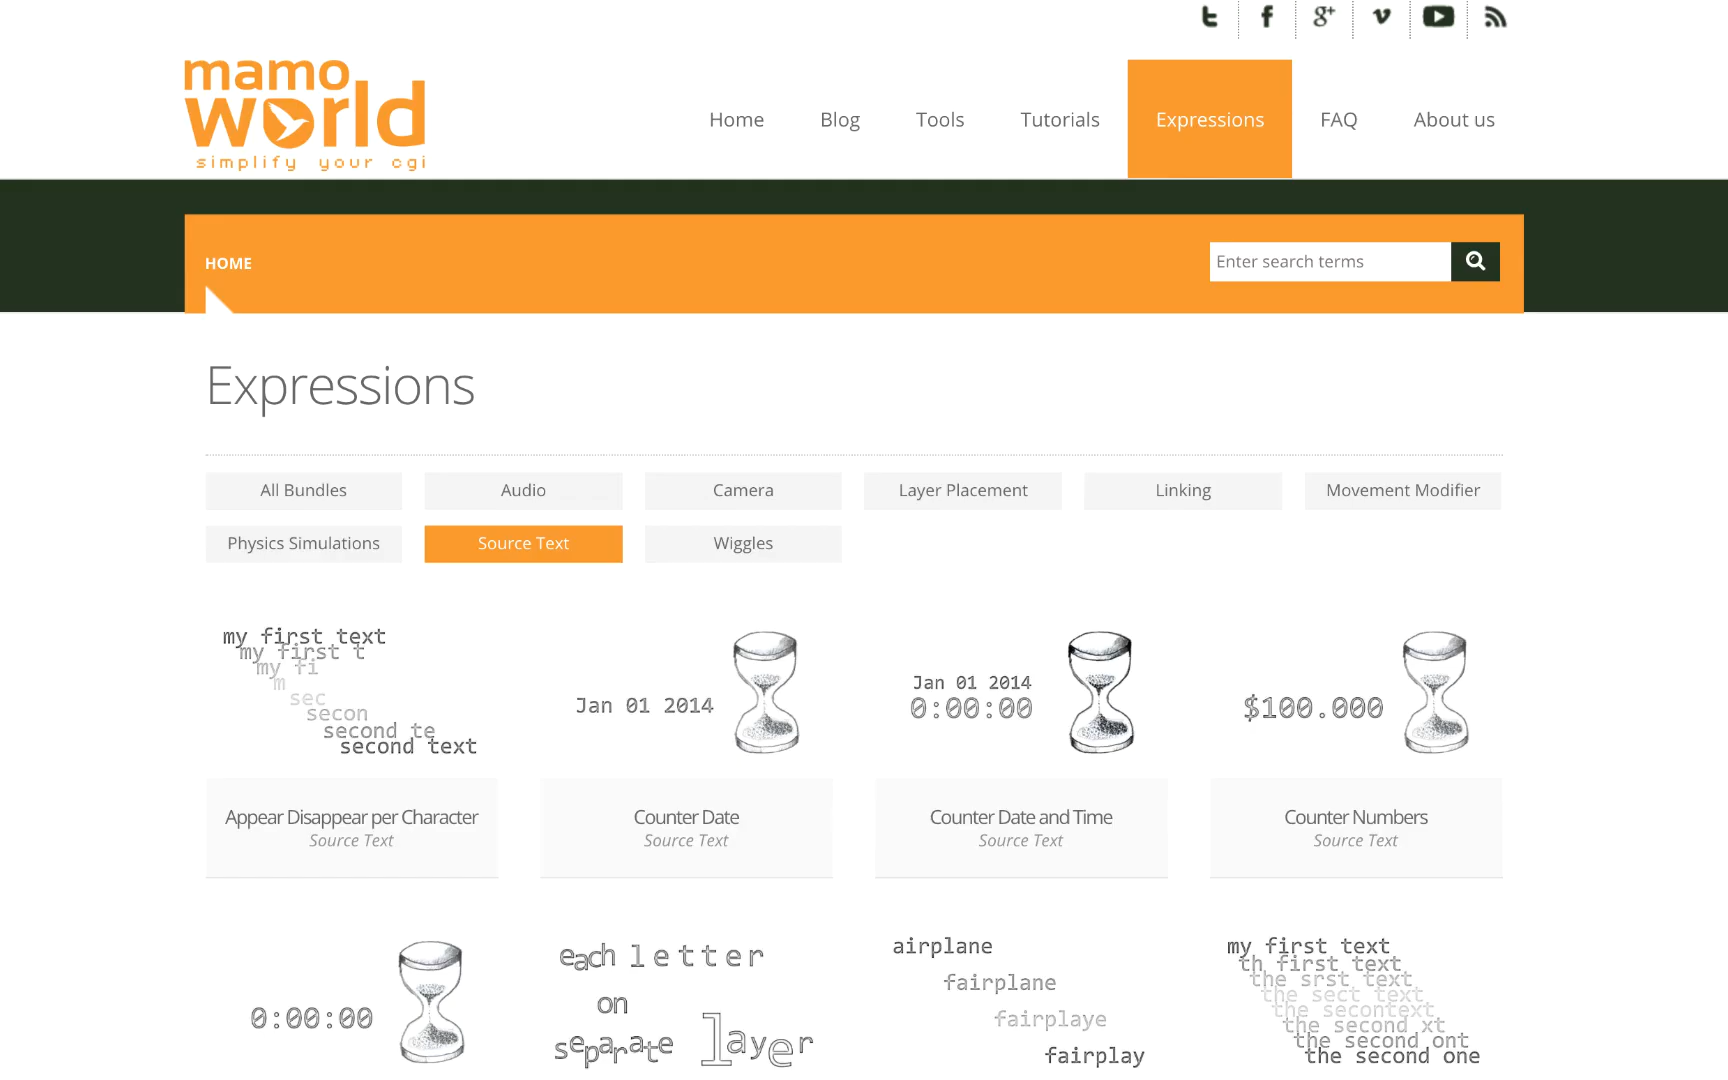 mamo
world
simplify your cgi
Home Blog Tools Tutorials Expressions FAQ About us
HOME
Enter search terms
Expressions
All Bundles Audio Camera Layer Placement Linking Movement Modifier
Physics Simulations Source Text Wiggles
my first text
my first t
my fi
m
sec
secon
second te
second text
Jan 01 2014
Jan 01 2014
0:00:00
$100.000
Appear Disappear per Character
Source Text
Counter Date
Source Text
Counter Date and Time
Source Text
Counter Numbers
Source Text
0:00:00
each letter
on
separate layer
airplane
fairplane
fairplaye
fairplay
my first text
th first text
the srst text
the sect text
the secontext
the second xt
the second ont
the second one